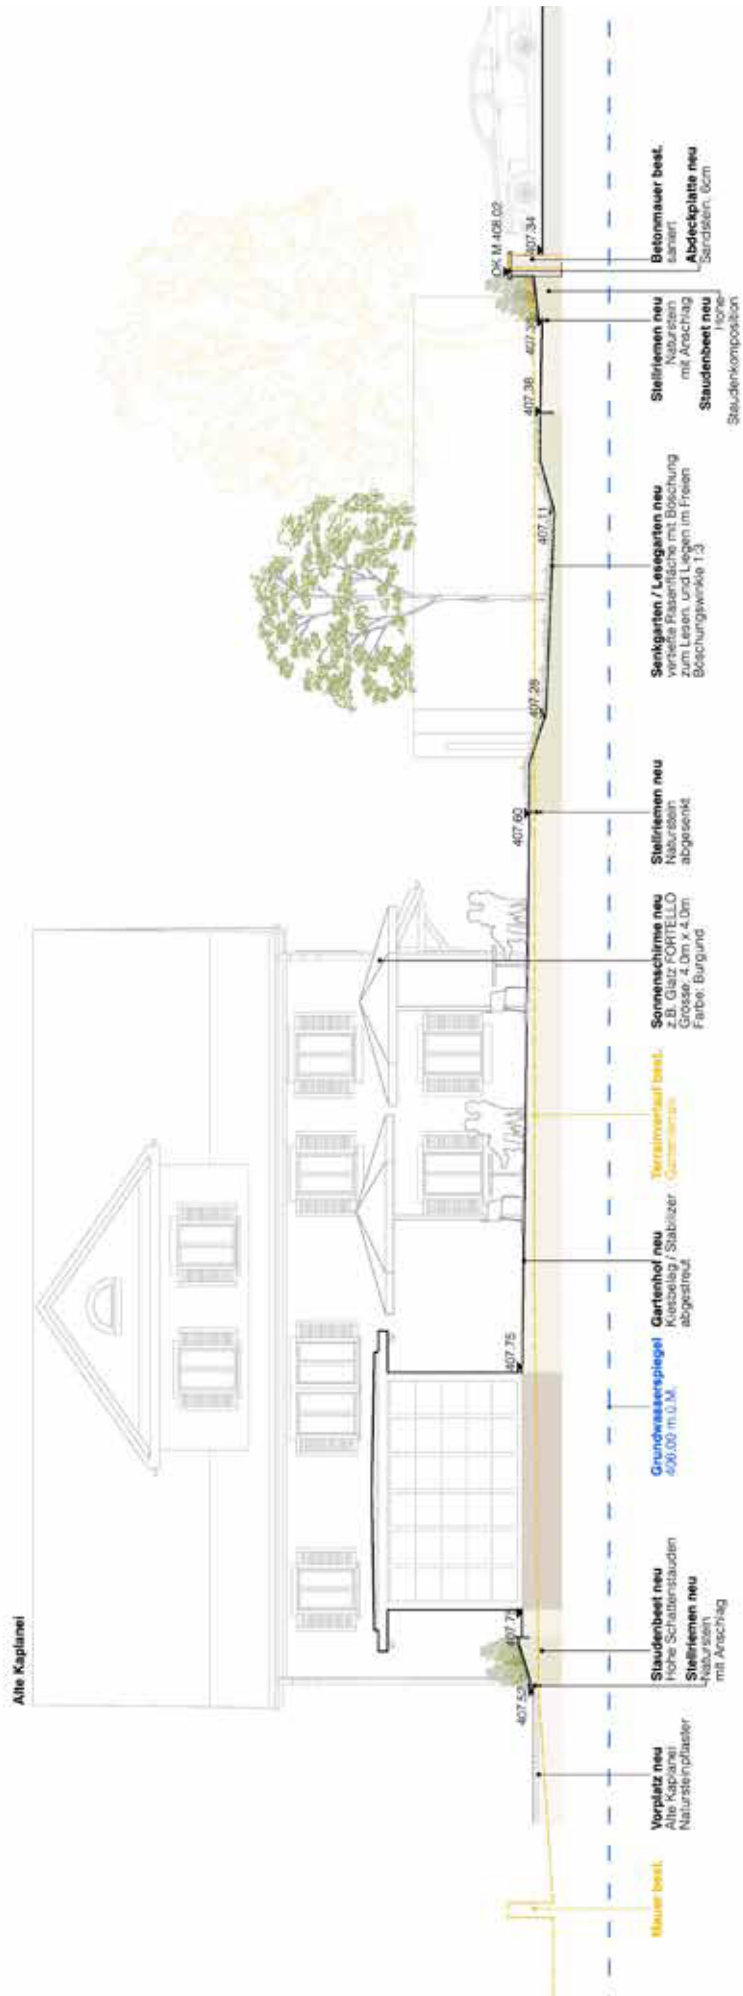 Alte Kaplanei
407.52
407.75
407.75
407.60
407.28
407.11
407.38
OK M 408.02
407.34
Mauer best.
Vorplatz neu
Alte Kaplanei
Natursteinpflaster
Staudenbeet neu
Hohe Schattenstauden
Stellriemen neu
Naturstein
mit Anschlag
Grundwasserspiegel
406.00 m.ü.M.
Gartenhof neu
Kiesbelag / Stabilizer
abgestreut
Terrainverlauf best.
Sonnenschirme neu
z.B. Glatz FORTELLO
Grösse: 4.0m x 4.0m
Farbe: Burgund
Stellriemen neu
Naturstein
abgesenkt
Senkgarten / Lesegarten neu
vertiefte Rasenfläche mit Böschung
zum Lesen, und Liegen im Freien
Böschungswinkle 1:3
Stellriemen neu
Naturstein
mit Anschlag
Staudenbeet neu
Hohe
Staudenkomposition
Betonmauer best.
saniert
Abdeckplatte neu
Sandstein, 6cm